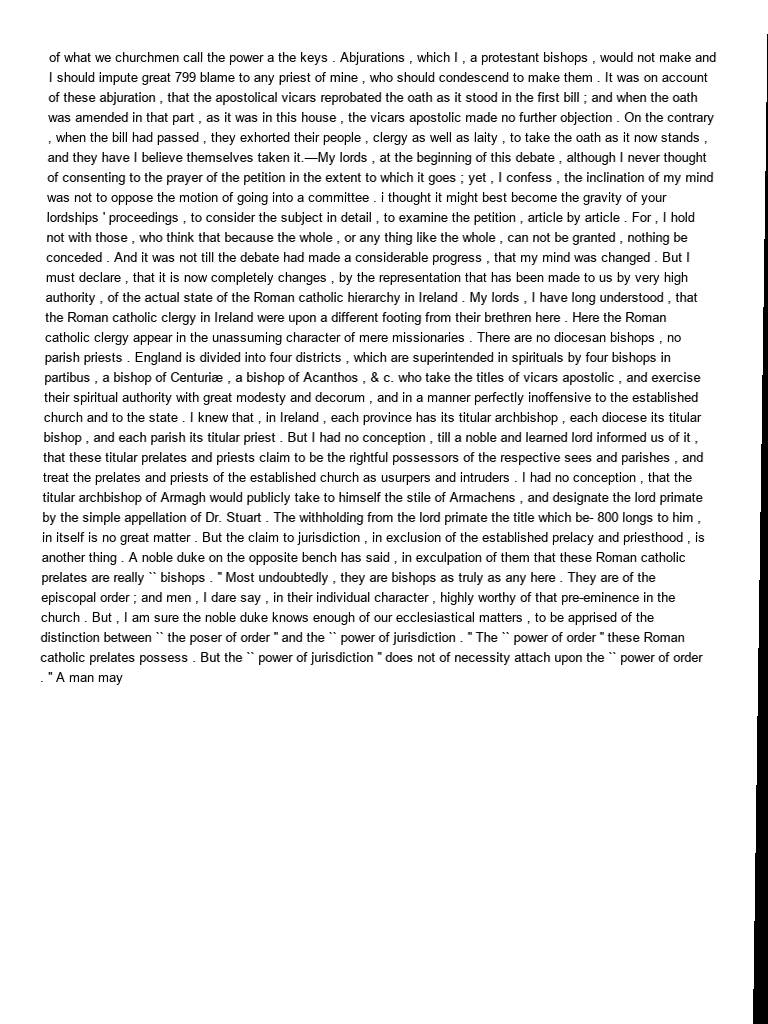 of what we churchmen call the power a the keys . Abjurations , which I , a protestant bishops , would not make and
I should impute great 799 blame to any priest of mine , who should condescend to make them . It was on account
of these abjuration , that the apostolical vicars reprobated the oath as it stood in the first bill ; and when the oath
was amended in that part , as it was in this house , the vicars apostolic made no further objection . On the contrary
, when the bill had passed , they exhorted their people , clergy as well as laity , to take the oath as it now stands ,
and they have I believe themselves taken it.—My lords , at the beginning of this debate , although I never thought
of consenting to the prayer of the petition in the extent to which it goes ; yet , I confess , the inclination of my mind
was not to oppose the motion of going into a committee . i thought it might best become the gravity of your
lordships ' proceedings , to consider the subject in detail , to examine the petition , article by article . For , I hold
not with those , who think that because the whole , or any thing like the whole , can not be granted , nothing be
conceded . And it was not till the debate had made a considerable progress , that my mind was changed . But I
must declare , that it is now completely changes , by the representation that has been made to us by very high
authority , of the actual state of the Roman catholic hierarchy in Ireland . My lords , I have long understood , that
the Roman catholic clergy in Ireland were upon a different footing from their brethren here . Here the Roman
catholic clergy appear in the unassuming character of mere missionaries . There are no diocesan bishops , no
parish priests . England is divided into four districts , which are superintended in spirituals by four bishops in
partibus , a bishop of Centuriæ , a bishop of Acanthos , & c. who take the titles of vicars apostolic , and exercise
their spiritual authority with great modesty and decorum , and in a manner perfectly inoffensive to the established
church and to the state . I knew that , in Ireland , each province has its titular archbishop , each diocese its titular
bishop , and each parish its titular priest . But I had no conception , till a noble and learned lord informed us of it ,
that these titular prelates and priests claim to be the rightful possessors of the respective sees and parishes , and
treat the prelates and priests of the established church as usurpers and intruders . I had no conception , that the
titular archbishop of Armagh would publicly take to himself the stile of Armachens , and designate the lord primate
by the simple appellation of Dr. Stuart . The withholding from the lord primate the title which be- 800 longs to him ,
in itself is no great matter . But the claim to jurisdiction , in exclusion of the established prelacy and priesthood , is
another thing . A noble duke on the opposite bench has said , in exculpation of them that these Roman catholic
prelates are really `` bishops . '' Most undoubtedly , they are bishops as truly as any here . They are of the
episcopal order ; and men , I dare say , in their individual character , highly worthy of that pre-eminence in the
church . But , I am sure the noble duke knows enough of our ecclesiastical matters , to be apprised of the
distinction between `` the poser of order '' and the `` power of jurisdiction . '' The `` power of order '' these Roman
catholic prelates possess . But the `` power of jurisdiction '' does not of necessity attach upon the `` power of order
. '' A man may